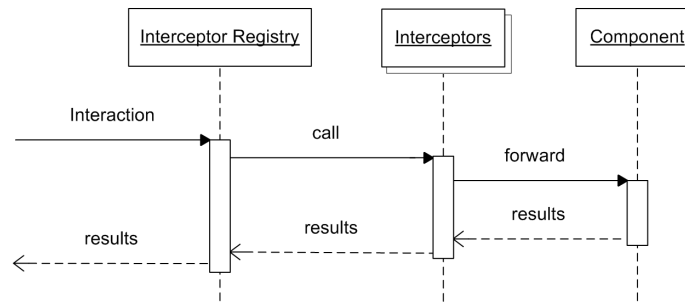 Interceptor Registry
Interceptors
Component
Interaction
call
forward
results
results
results